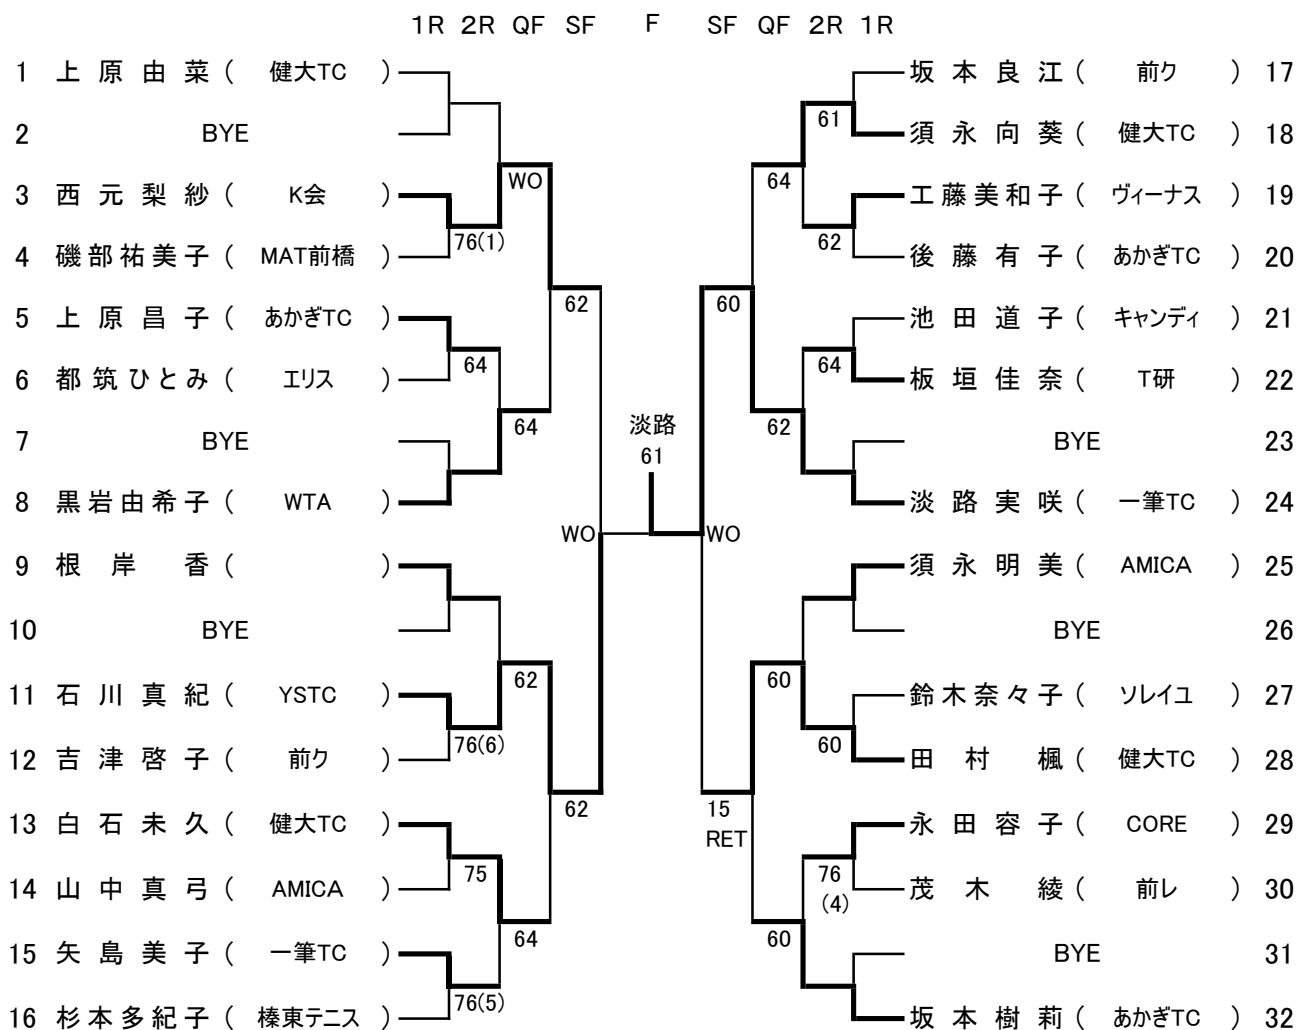 1R 2R QF SF F SF QF 2R 1R
1 上原由菜 ( 健大TC ) 坂本良江 ( 前ク ) 17
61
2 BYE 須永向葵 ( 健大TC ) 18
WO 64
3 西元梨紗 ( K会 ) 工藤美和子 ( ヴィーナス ) 19
76(1) 62
4 磯部祐美子 ( MAT前橋 ) 後藤有子 ( あかぎTC ) 20
62 60
5 上原昌子 ( あかぎTC ) 池田道子 ( キャンディ ) 21
64 64
6 都筑ひとみ ( エリス ) 板垣佳奈 ( T研 ) 22
64 淡路 62
7 BYE BYE 23
61
8 黒岩由希子 ( WTA ) 淡路実咲 ( 一筆TC ) 24
WO WO
9 根岸香 ( 須永明美 ( AMICA ) 25
10 BYE BYE 26
62 60
11 石川真紀 ( YSTC ) 鈴木奈々子 ( ソレイユ ) 27
76(6) 60
12 吉津啓子 ( 前ク ) 田村楓 ( 健大TC ) 28
62 15
13 白石未久 ( 健大TC ) 永田容子 ( CORE ) 29
RET
75 76
14 山中真弓 ( AMICA ) 茂木綾 ( 前レ ) 30
(4)
64 60
15 矢島美子 ( 一筆TC ) BYE 31
76(5)
16 杉本多紀子 ( 榛東テニス ) 坂本樹莉 ( あかぎTC ) 32